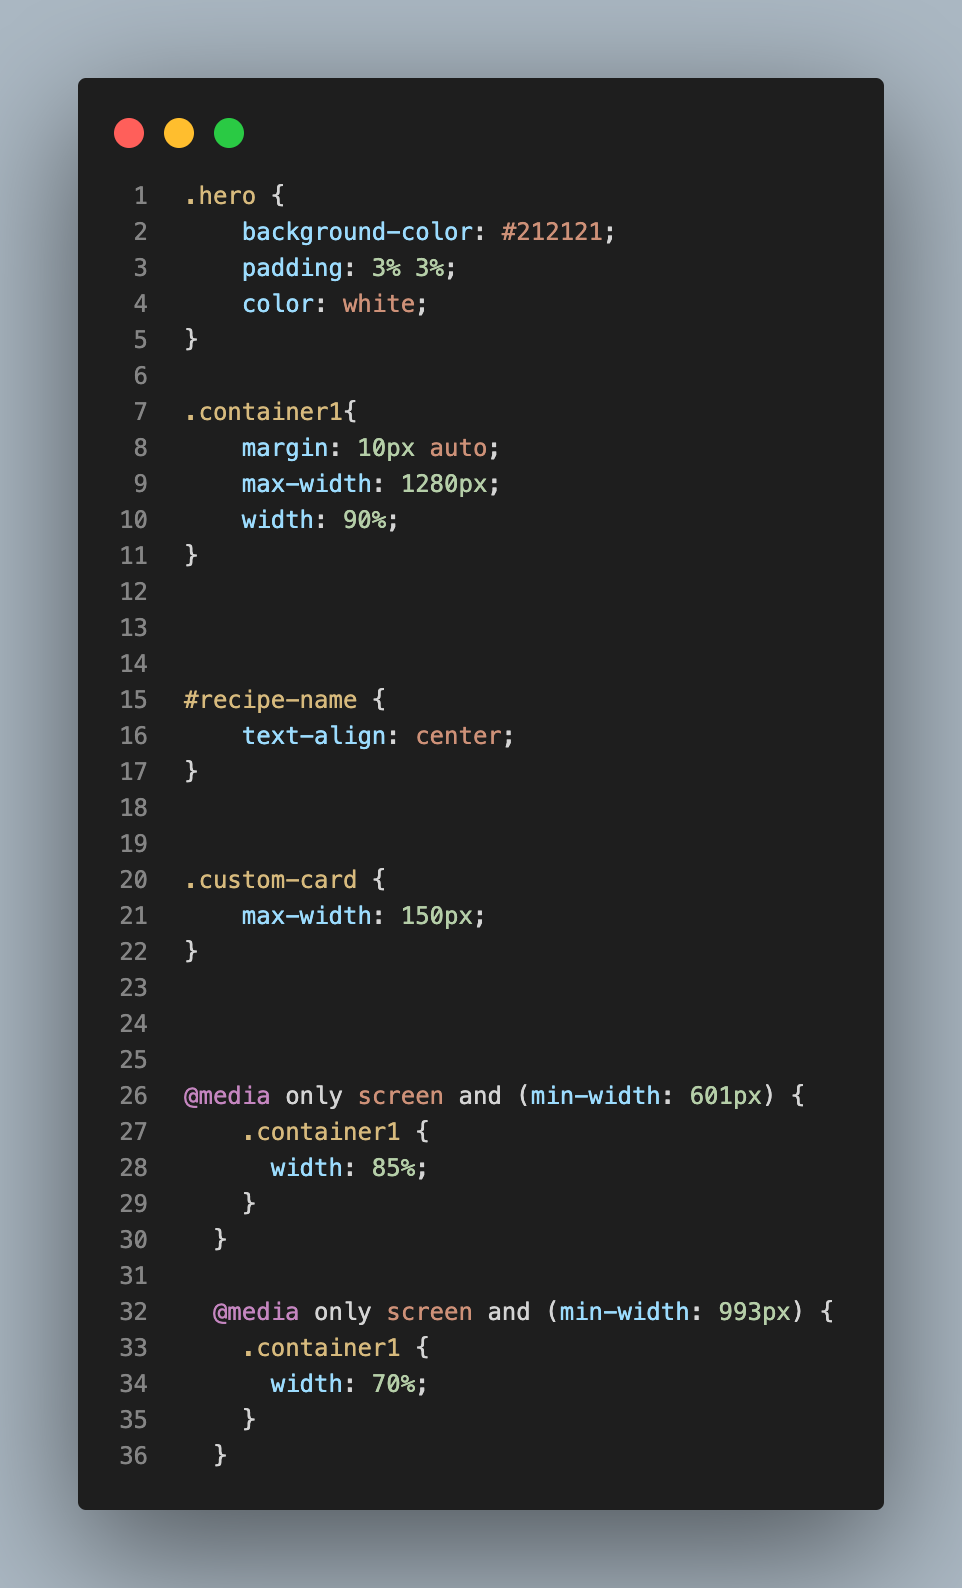 1 .hero {
2     background-color: #212121;
3     padding: 3% 3%;
4     color: white;
5 }
6
7 .container1{
8     margin: 10px auto;
9     max-width: 1280px;
10     width: 90%;
11 }
12
13
14
15 #recipe-name {
16     text-align: center;
17 }
18
19
20 .custom-card {
21     max-width: 150px;
22 }
23
24
25
26 @media only screen and (min-width: 601px) {
27     .container1 {
28       width: 85%;
29     }
30   }
31
32   @media only screen and (min-width: 993px) {
33     .container1 {
34       width: 70%;
35     }
36   }